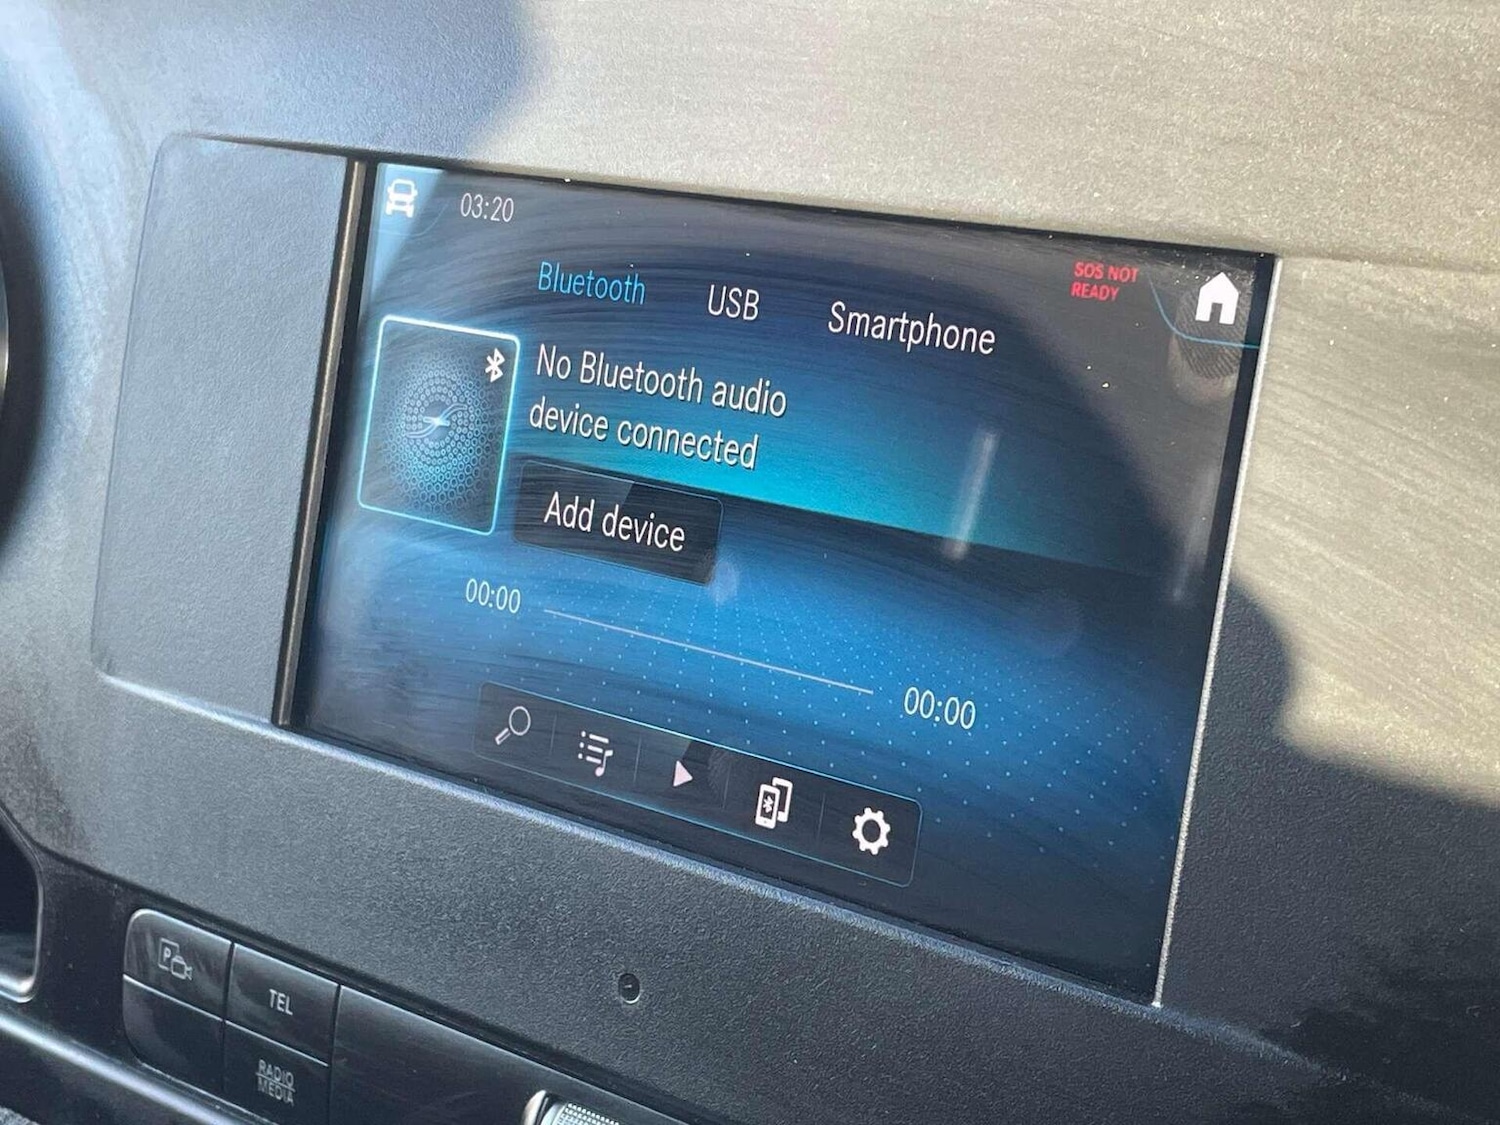 03:20
SOS NOT
READY
Bluetooth
USB
Smartphone
No Bluetooth audio
device connected
Add device
00:00
00:00
P
TEL
RADIO
MEDIA